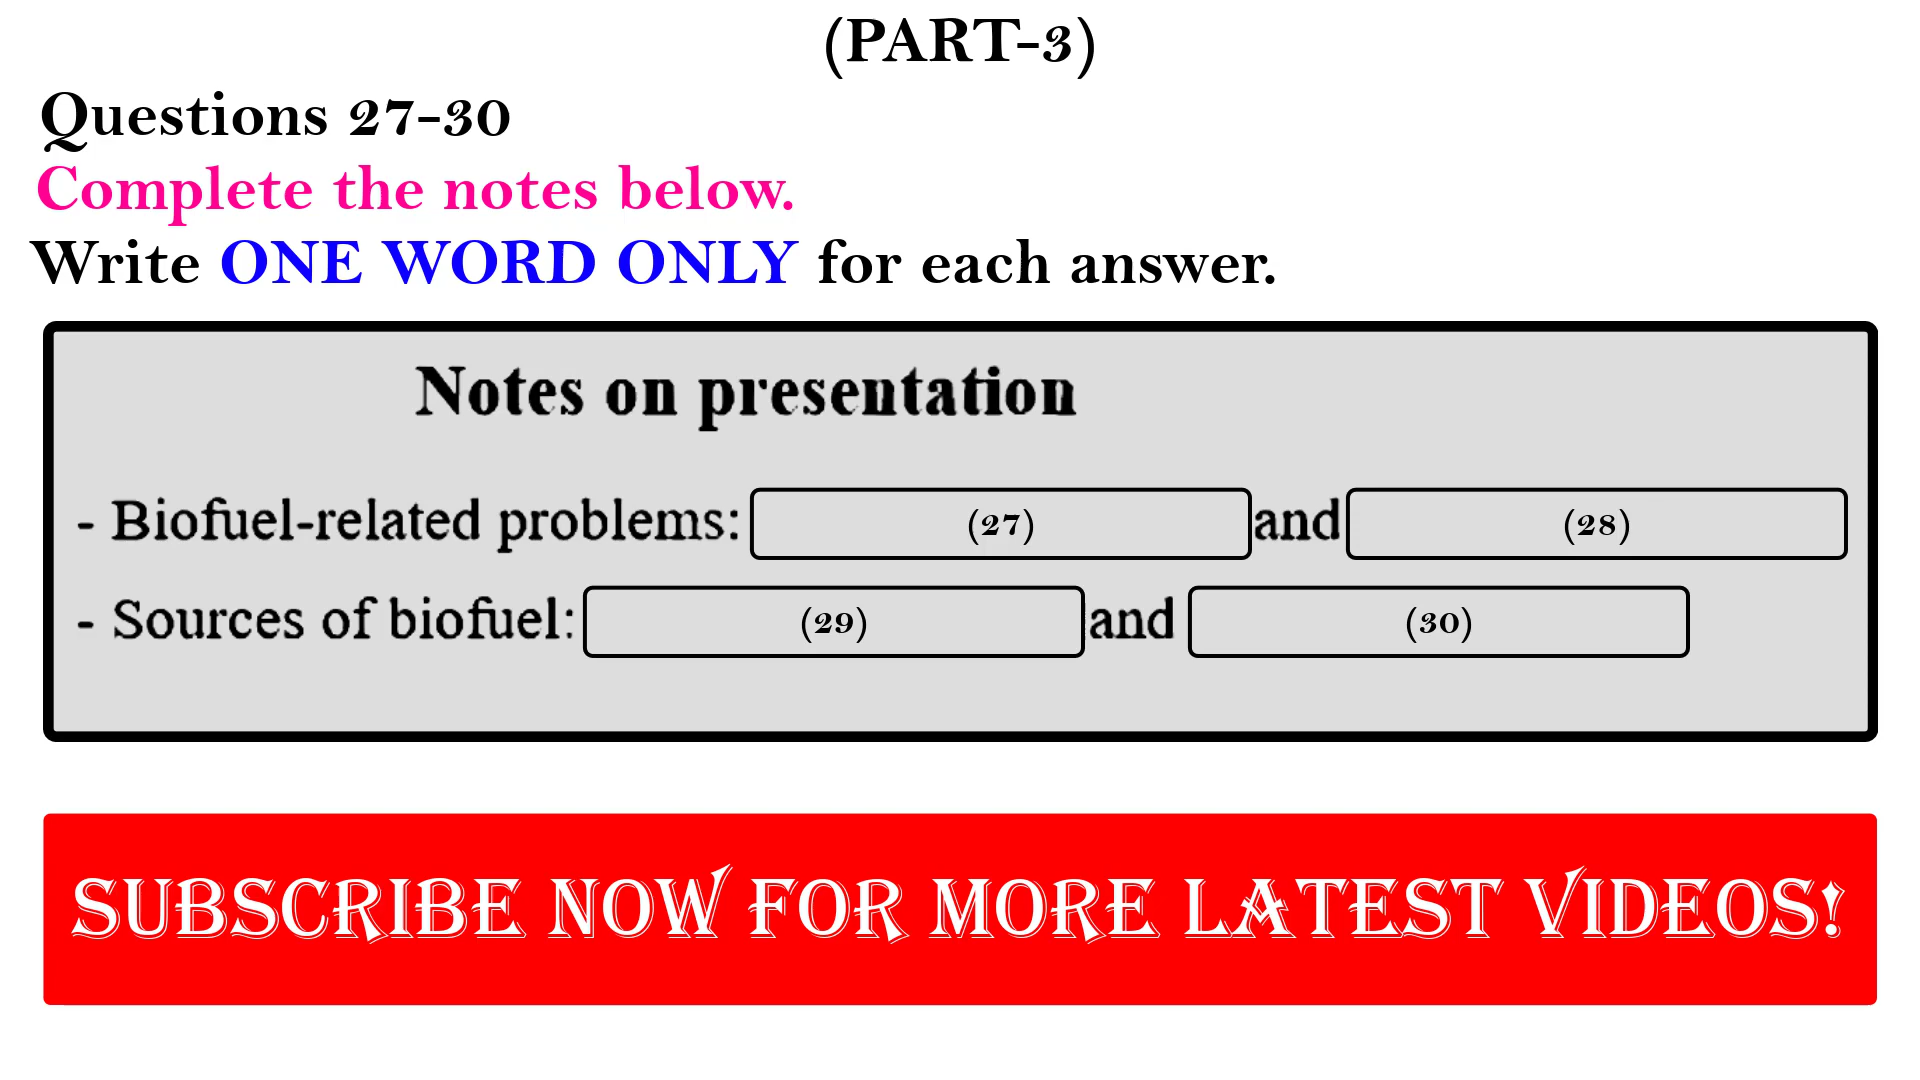 (PART-3)
Questions 27-30
Complete the notes below.
Write ONE WORD ONLY for each answer.
Notes on presentation
- Biofuel-related problems: (27) and (28)
- Sources of biofuel: (29) and (30)
SUBSCRIBE NOW FOR MORE LATEST VIDEOS!